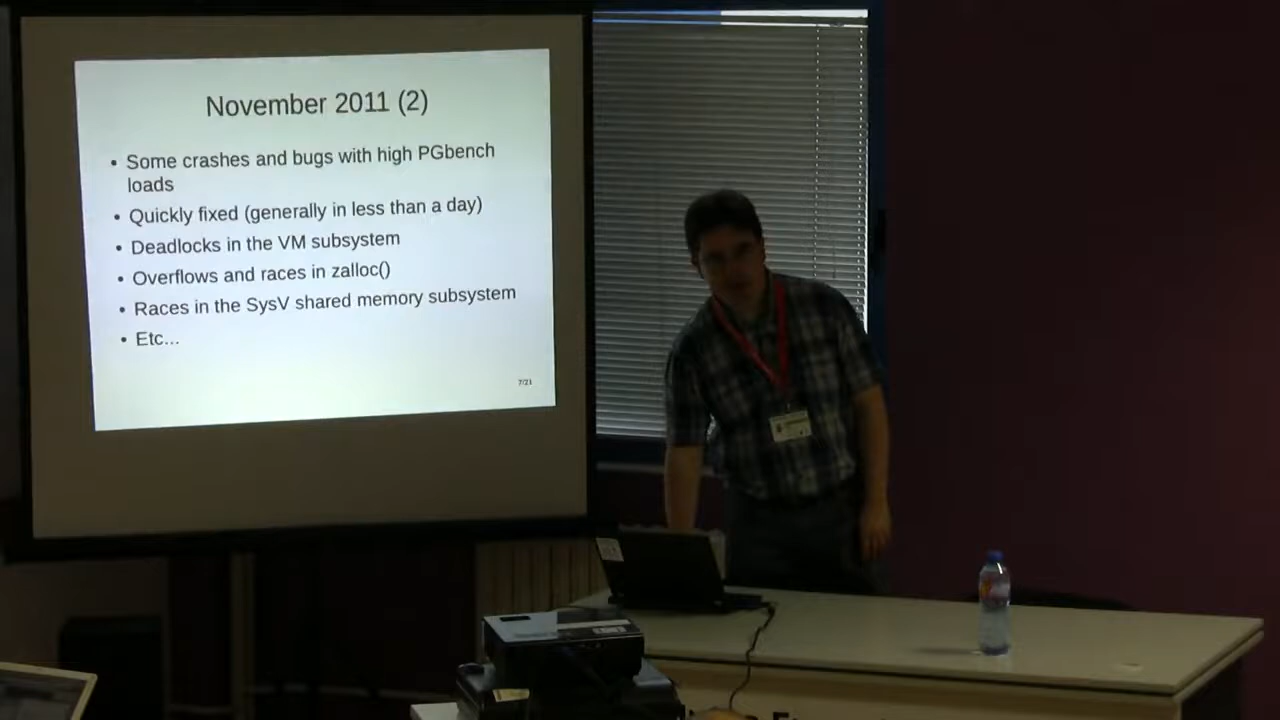 November 2011 (2)
• Some crashes and bugs with high PGbench
loads
• Quickly fixed (generally in less than a day)
• Deadlocks in the VM subsystem
• Overflows and races in zalloc()
• Races in the SysV shared memory subsystem
• Etc...
7/21